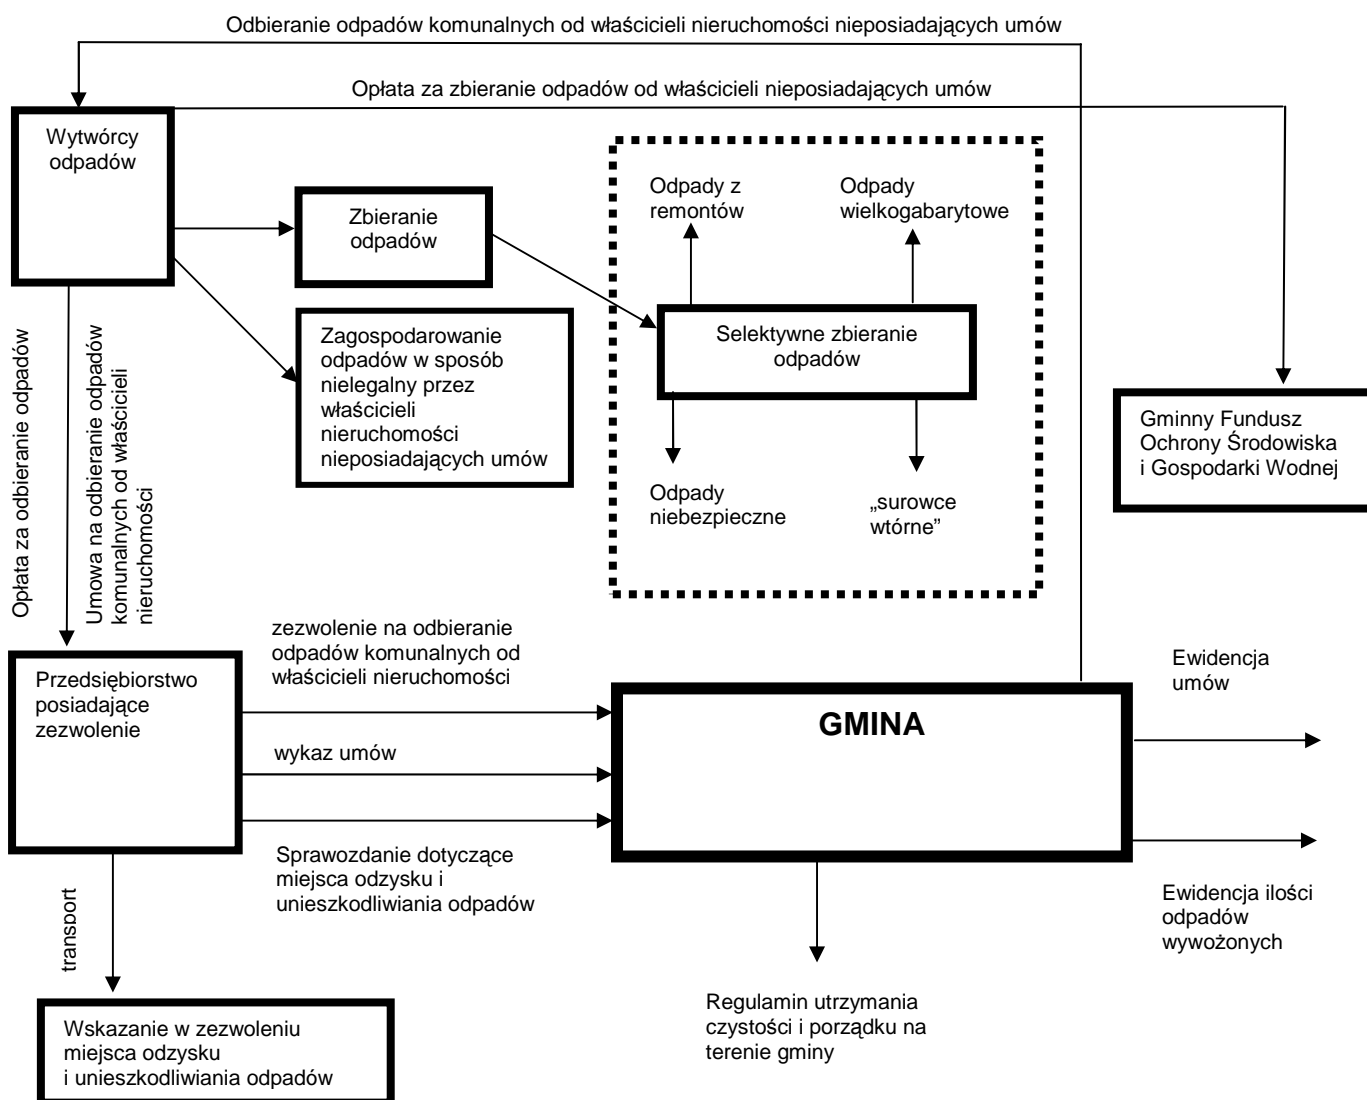 Odbieranie odpadów komunalnych od właścicieli nieruchomości nieposiadających umów
Opłata za zbieranie odpadów od właścicieli nieposiadających umów
Wytwórcy
odpadów
Zbieranie
odpadów
Odpady z
remontów
Odpady
wielkogabarytowe
Selektywne zbieranie
odpadów
Zagospodarowanie
odpadów w sposób
nielegalny przez
właścicieli
nieruchomości
nieposiadających umów
Odpady
niebezpieczne
„surowce
wtórne”
Gminny Fundusz
Ochrony Środowiska
i Gospodarki Wodnej
Opłata za odbieranie odpadów
Umowa na odbieranie odpadów
komunalnych od właścicieli
nieruchomości
Przedsiębiorstwo
posiadające
zezwolenie
zezwolenie na odbieranie
odpadów komunalnych od
właścicieli nieruchomości
wykaz umów
Sprawozdanie dotyczące
miejsca odzysku i
unieszkodliwiania odpadów
GMINA
Ewidencja
umów
Ewidencja ilości
odpadów
wywożonych
transport
Wskazanie w zezwoleniu
miejsca odzysku
i unieszkodliwiania odpadów
Regulamin utrzymania
czystości i porządku na
terenie gminy